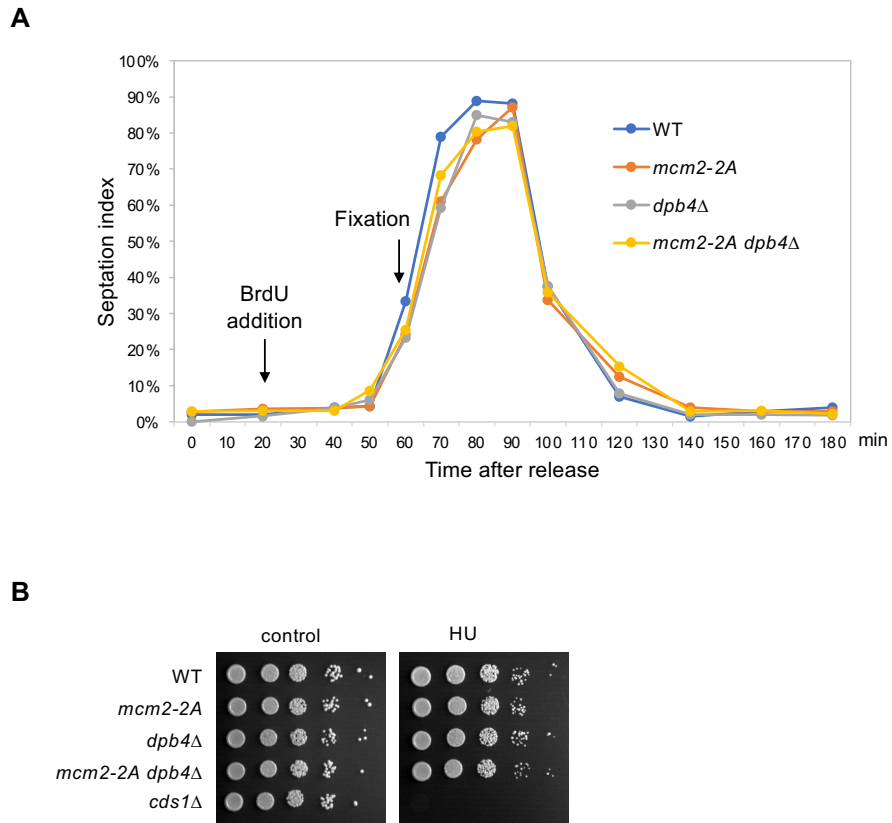 A
100%
90%
80%
70%
60%
50%
40%
30%
20%
10%
0%
Septation index
BrdU
addition
Fixation
WT
mcm2-2A
dpb4Δ
mcm2-2A dpb4Δ
0 10 20 30 40 50 60 70 80 90 100 110 120 130 140 150 160 170 180 min
Time after release
B
control HU
WT
mcm2-2A
dpb4Δ
mcm2-2A dpb4Δ
cds1Δ